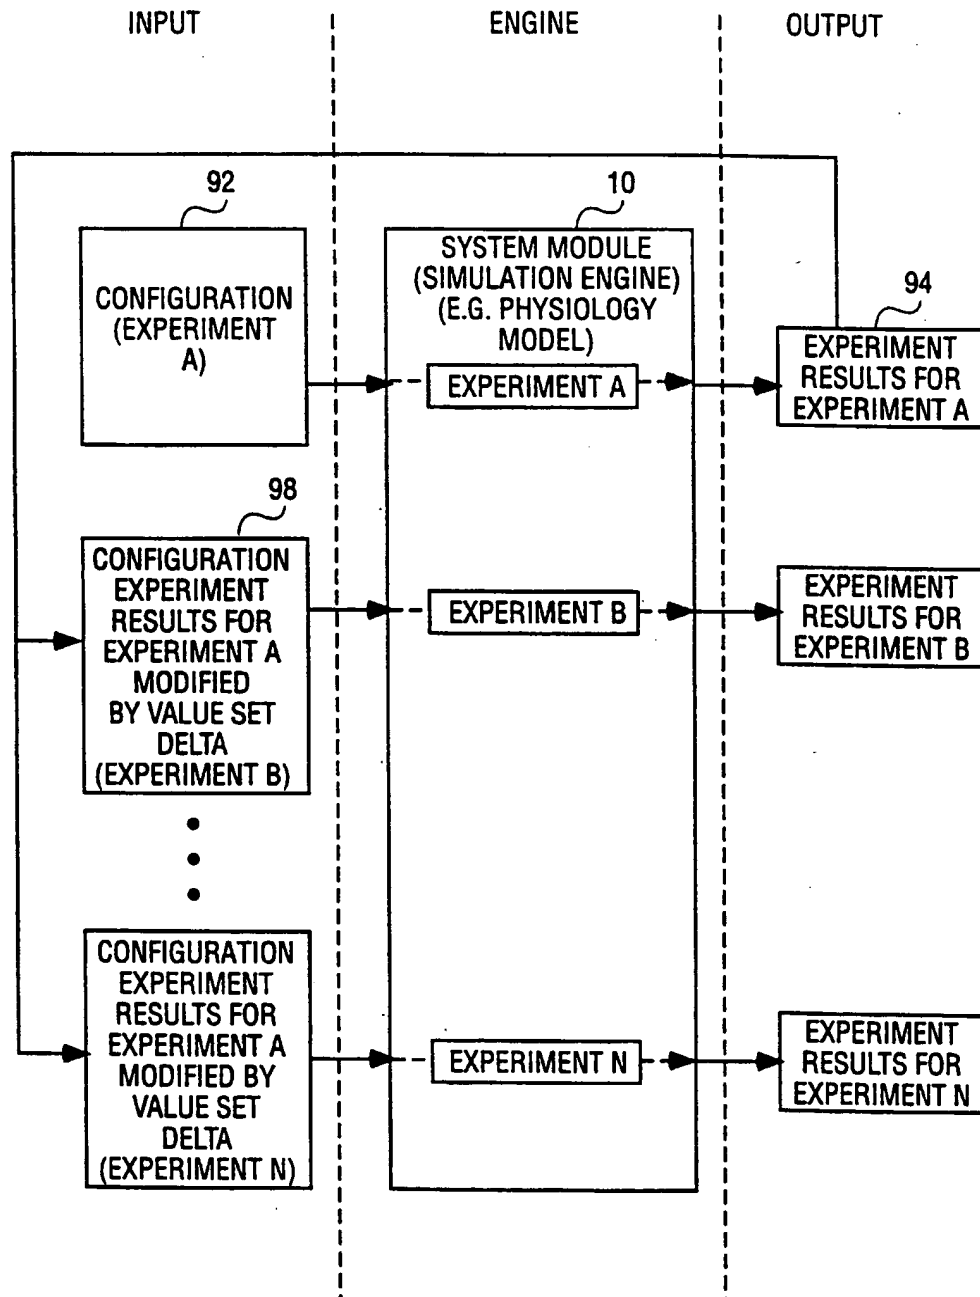 INPUT
ENGINE
OUTPUT
92
CONFIGURATION
(EXPERIMENT
A)
10
SYSTEM MODULE
(SIMULATION ENGINE)
(E.G. PHYSIOLOGY
MODEL)
EXPERIMENT A
94
EXPERIMENT
RESULTS FOR
EXPERIMENT A
98
CONFIGURATION
EXPERIMENT
RESULTS FOR
EXPERIMENT A
MODIFIED
BY VALUE SET
DELTA
(EXPERIMENT B)
EXPERIMENT B
EXPERIMENT
RESULTS FOR
EXPERIMENT B
CONFIGURATION
EXPERIMENT
RESULTS FOR
EXPERIMENT A
MODIFIED BY
VALUE SET
DELTA
(EXPERIMENT N)
EXPERIMENT N
EXPERIMENT
RESULTS FOR
EXPERIMENT N